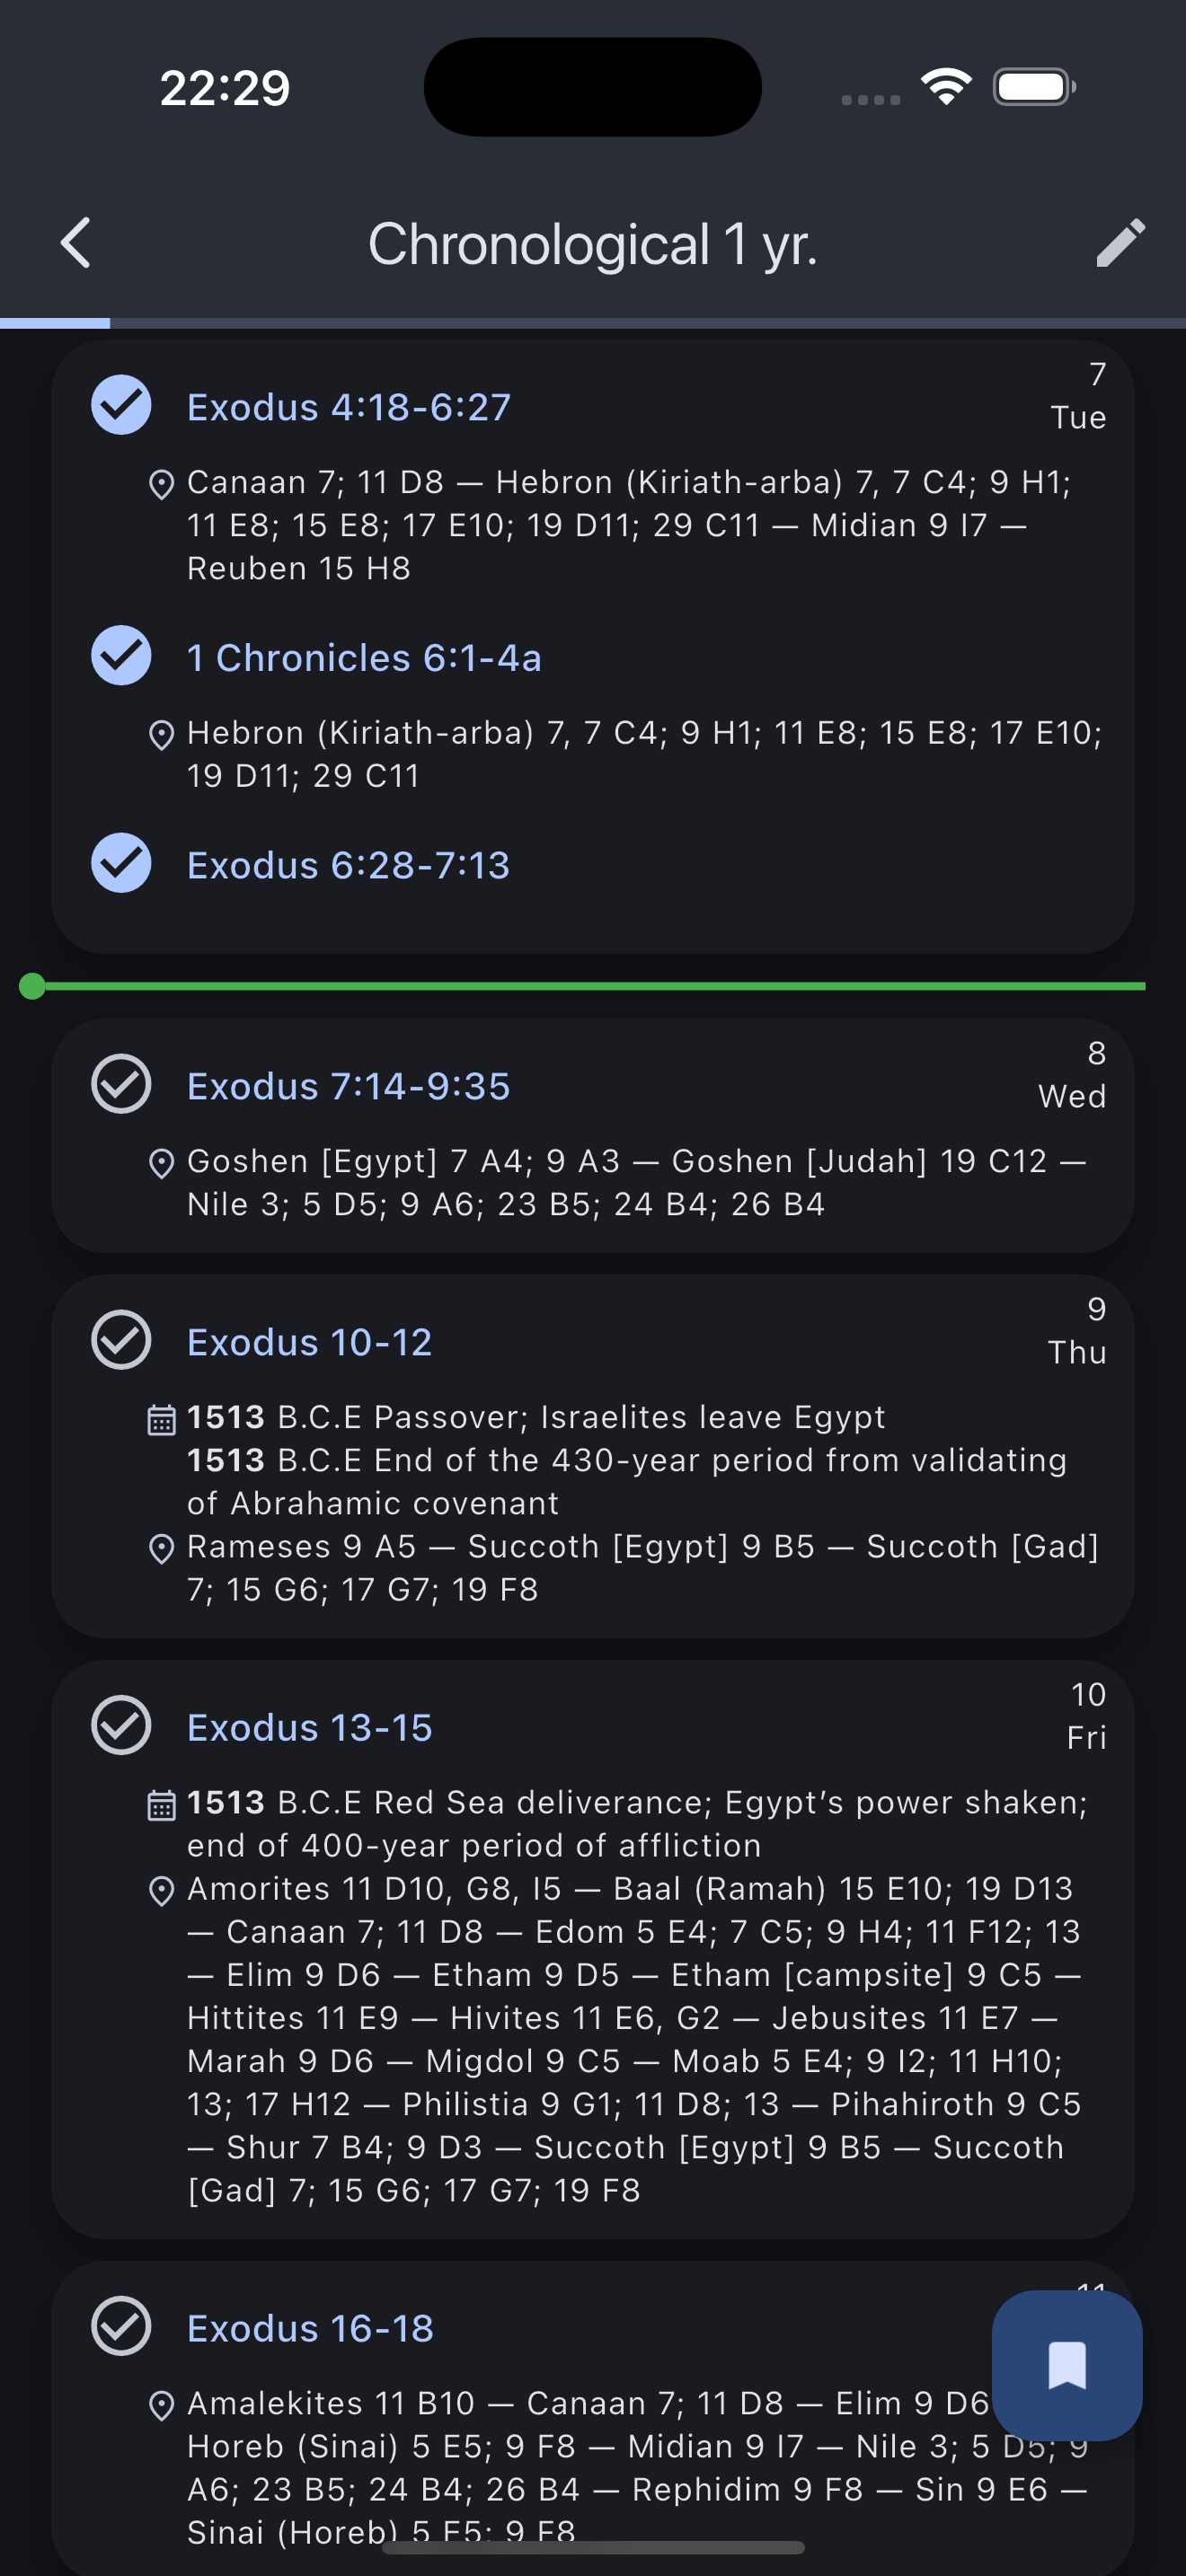 22:29
Chronological 1 yr.
7
Tue
Exodus 4:18-6:27
Canaan 7; 11 D8 — Hebron (Kiriath-arba) 7, 7 C4; 9 H1;
11 E8; 15 E8; 17 E10; 19 D11; 29 C11 — Midian 9 I7 —
Reuben 15 H8
1 Chronicles 6:1-4a
Hebron (Kiriath-arba) 7, 7 C4; 9 H1; 11 E8; 15 E8; 17 E10;
19 D11; 29 C11
Exodus 6:28-7:13
8
Wed
Exodus 7:14-9:35
Goshen [Egypt] 7 A4; 9 A3 — Goshen [Judah] 19 C12 —
Nile 3; 5 D5; 9 A6; 23 B5; 24 B4; 26 B4
9
Thu
Exodus 10-12
1513 B.C.E Passover; Israelites leave Egypt
1513 B.C.E End of the 430-year period from validating
of Abrahamic covenant
Rameses 9 A5 — Succoth [Egypt] 9 B5 — Succoth [Gad]
7; 15 G6; 17 G7; 19 F8
10
Fri
Exodus 13-15
1513 B.C.E Red Sea deliverance; Egypt’s power shaken;
end of 400-year period of affliction
Amorites 11 D10, G8, I5 — Baal (Ramah) 15 E10; 19 D13
— Canaan 7; 11 D8 — Edom 5 E4; 7 C5; 9 H4; 11 F12; 13
— Elim 9 D6 — Etham 9 D5 — Etham [campsite] 9 C5 —
Hittites 11 E9 — Hivites 11 E6, G2 — Jebusites 11 E7 —
Marah 9 D6 — Migdol 9 C5 — Moab 5 E4; 9 I2; 11 H10;
13; 17 H12 — Philistia 9 G1; 11 D8; 13 — Pihahiroth 9 C5
— Shur 7 B4; 9 D3 — Succoth [Egypt] 9 B5 — Succoth
[Gad] 7; 15 G6; 17 G7; 19 F8
11
Exodus 16-18
Amalekites 11 B10 — Canaan 7; 11 D8 — Elim 9 D6
Horeb (Sinai) 5 E5; 9 F8 — Midian 9 I7 — Nile 3; 5 D5; 9
A6; 23 B5; 24 B4; 26 B4 — Rephidim 9 F8 — Sin 9 E6 —
Sinai (Horeb) 5 E5; 9 F8